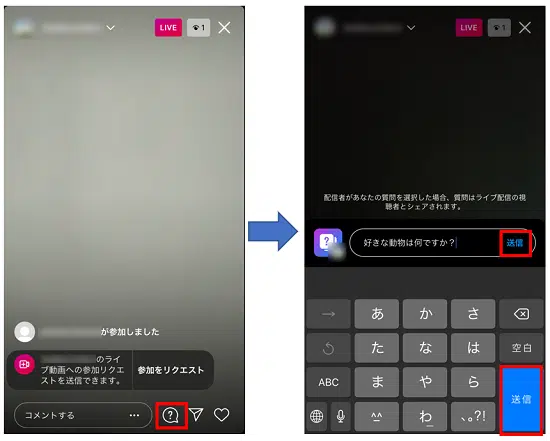 LIVE
1
が参加しました
のライ
ブ動画への参加リクエ
ストを送信できます。
参加をリクエスト
コメントする
LIVE
1
配信者があなたの質問を選択した場合、質問はライブ配信の視
聴者とシェアされます。
好きな動物は何ですか？
送信
あ
か
さ
た
な
は
空白
ABC
ま
や
ら
送信
^^
わ
、。?!